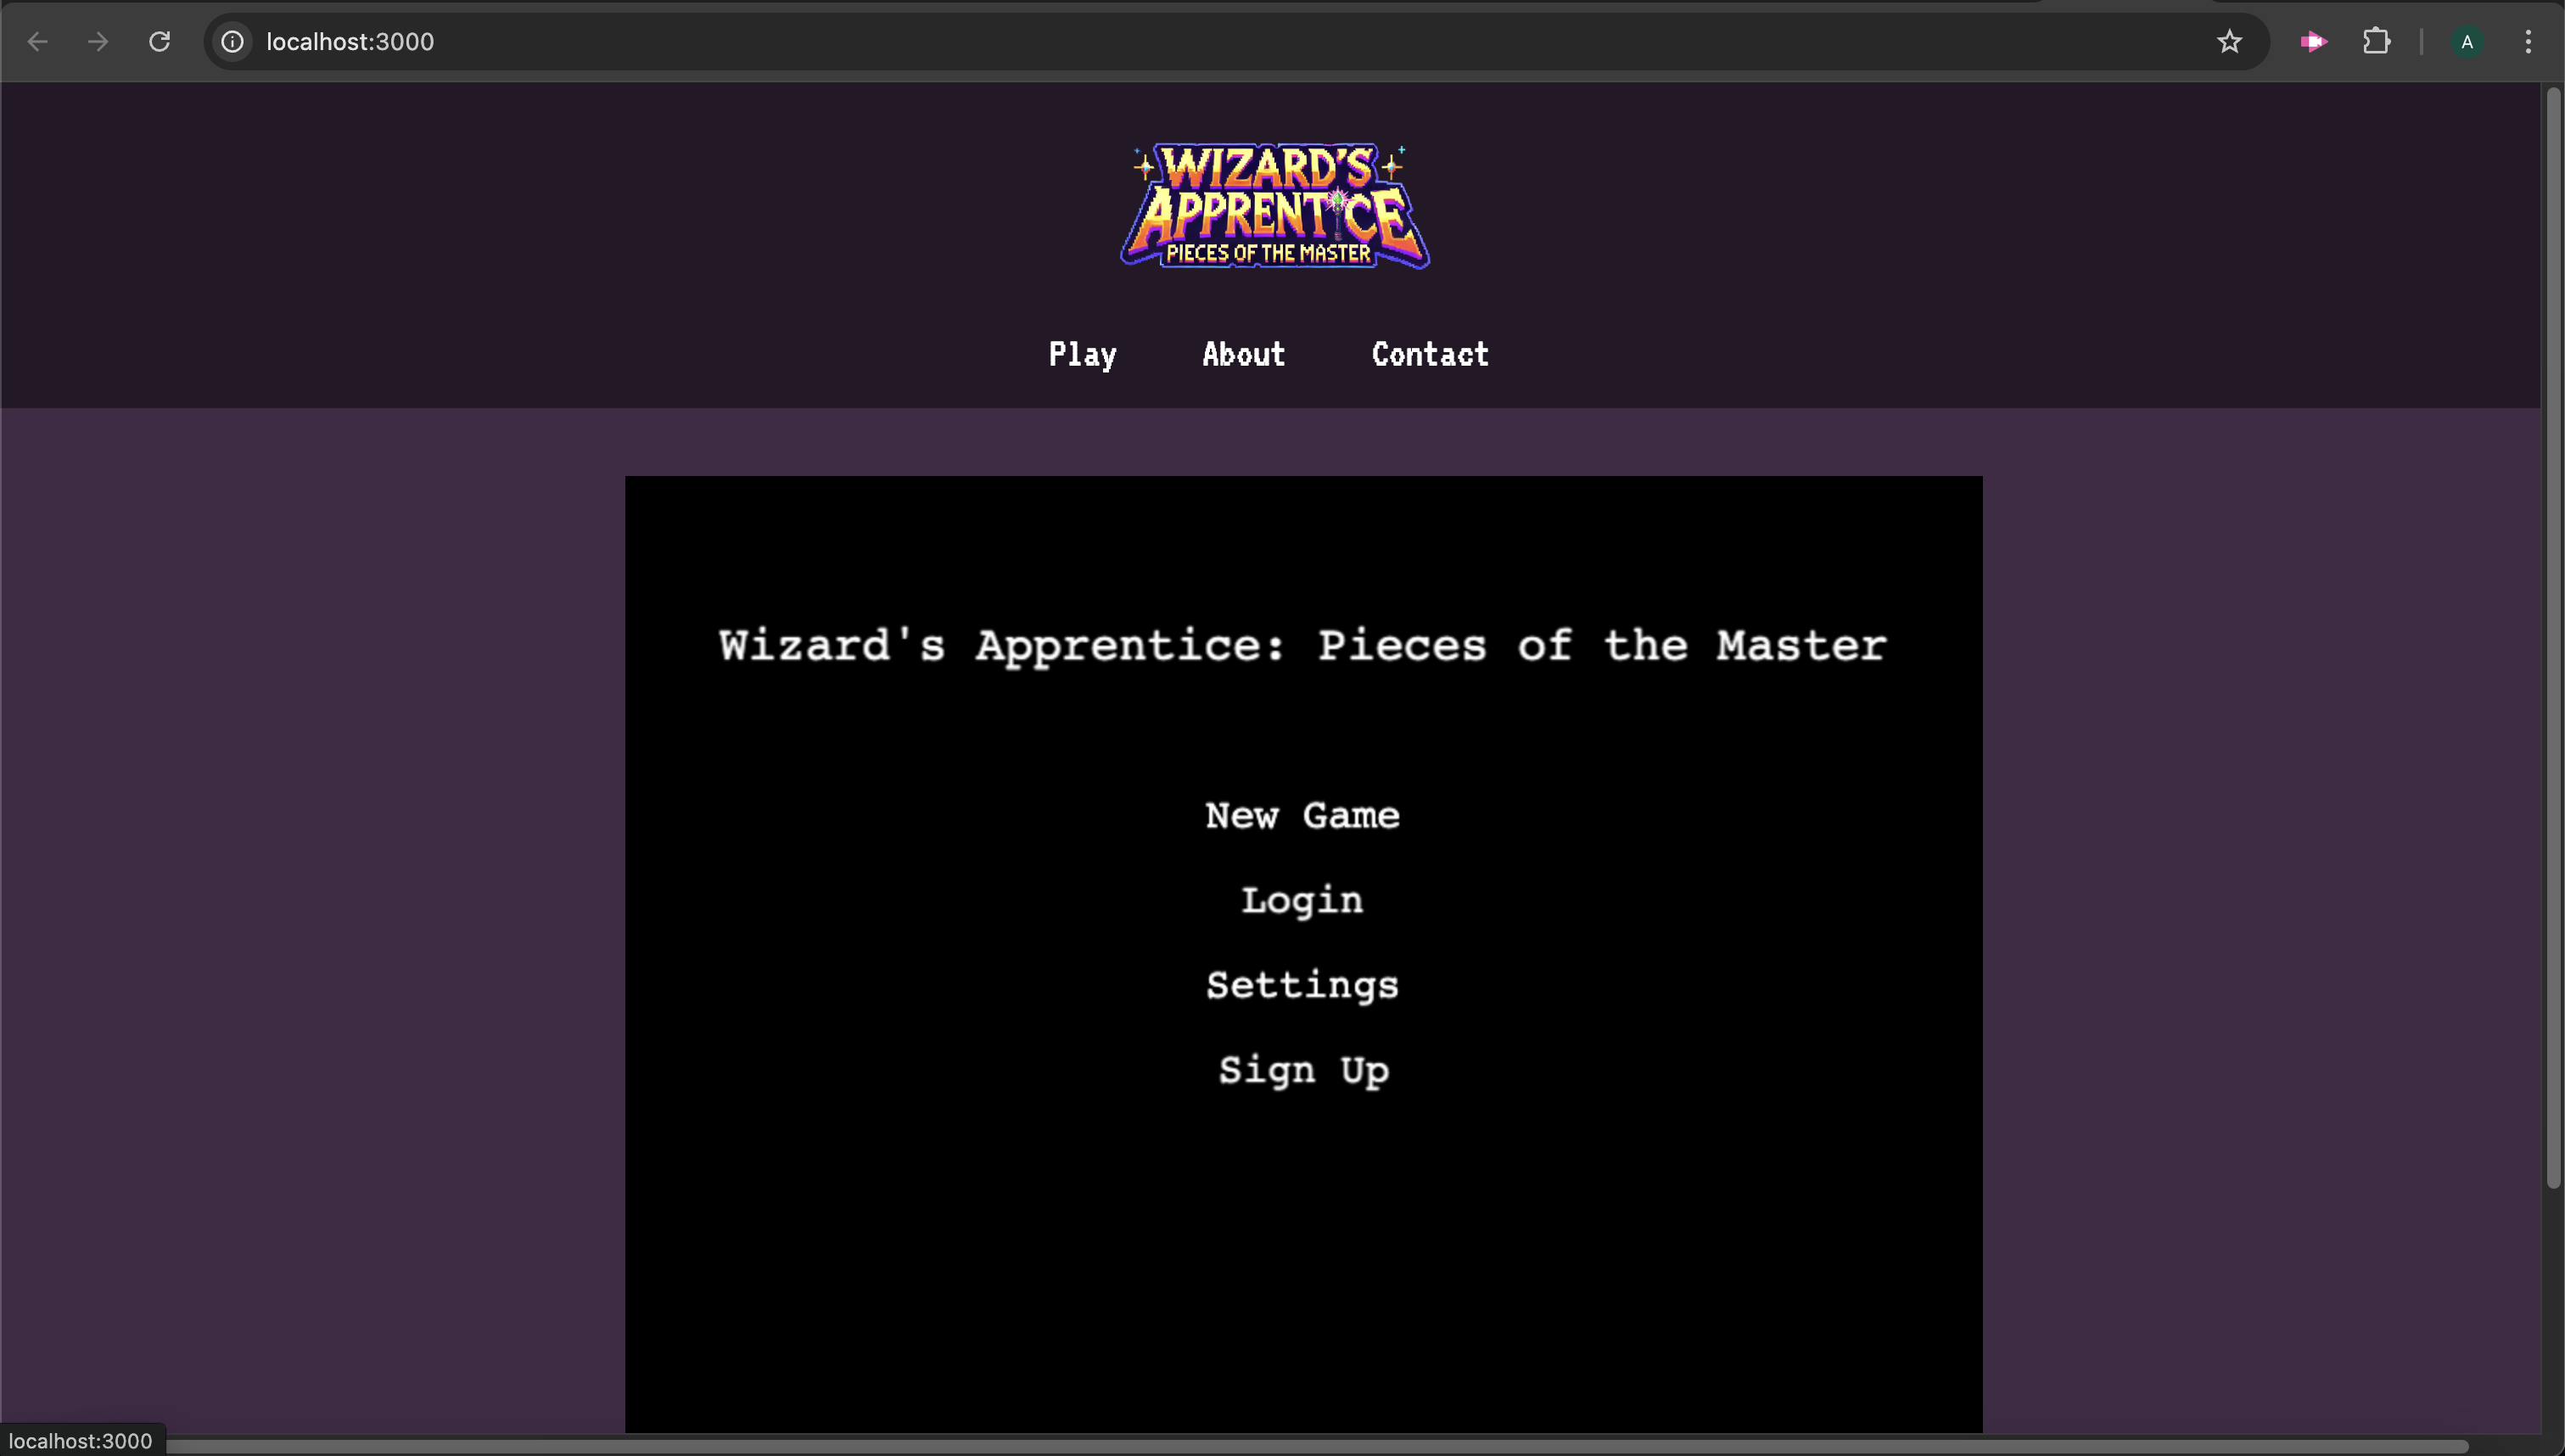 localhost:3000
A
WIZARD'S
APPRENTICE
PIECES OF THE MASTER
Play About Contact
Wizard's Apprentice: Pieces of the Master
New Game
Login
Settings
Sign Up
localhost:3000